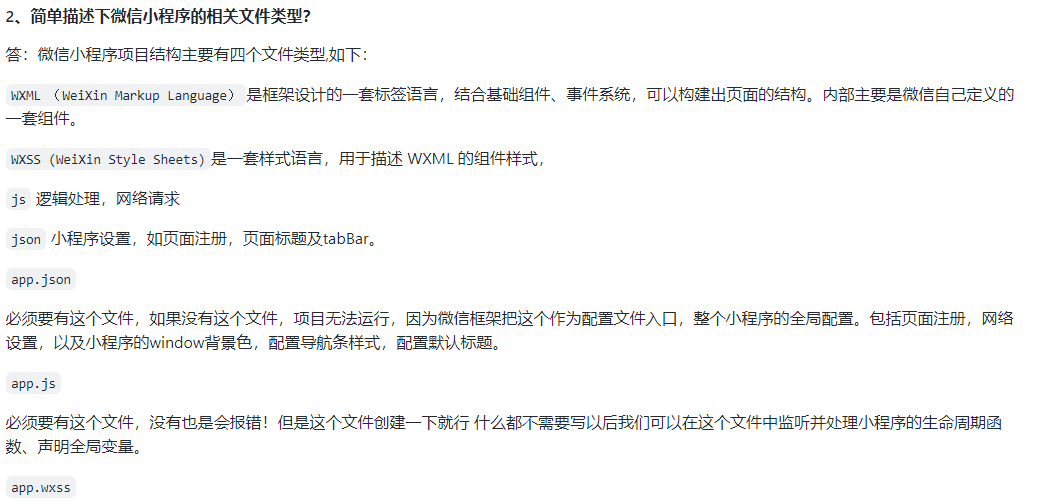 2、简单描述下微信小程序的相关文件类型？
答：微信小程序项目结构主要有四个文件类型,如下：
WXML （WeiXin Markup Language）是框架设计的一套标签语言，结合基础组件、事件系统，可以构建出页面的结构。内部主要是微信自己定义的
一套组件。
WXSS (WeiXin Style Sheets)是一套样式语言，用于描述 WXML 的组件样式，
js 逻辑处理，网络请求
json 小程序设置，如页面注册，页面标题及tabBar。
app.json
必须要有这个文件，如果没有这个文件，项目无法运行，因为微信框架把这个作为配置文件入口，整个小程序的全局配置。包括页面注册，网络
设置，以及小程序的window背景色，配置导航条样式，配置默认标题。
app.js
必须要有这个文件，没有也是会报错！但是这个文件创建一下就行 什么都不需要写以后我们可以在这个文件中监听并处理小程序的生命周期函
数、声明全局变量。
app.wxss